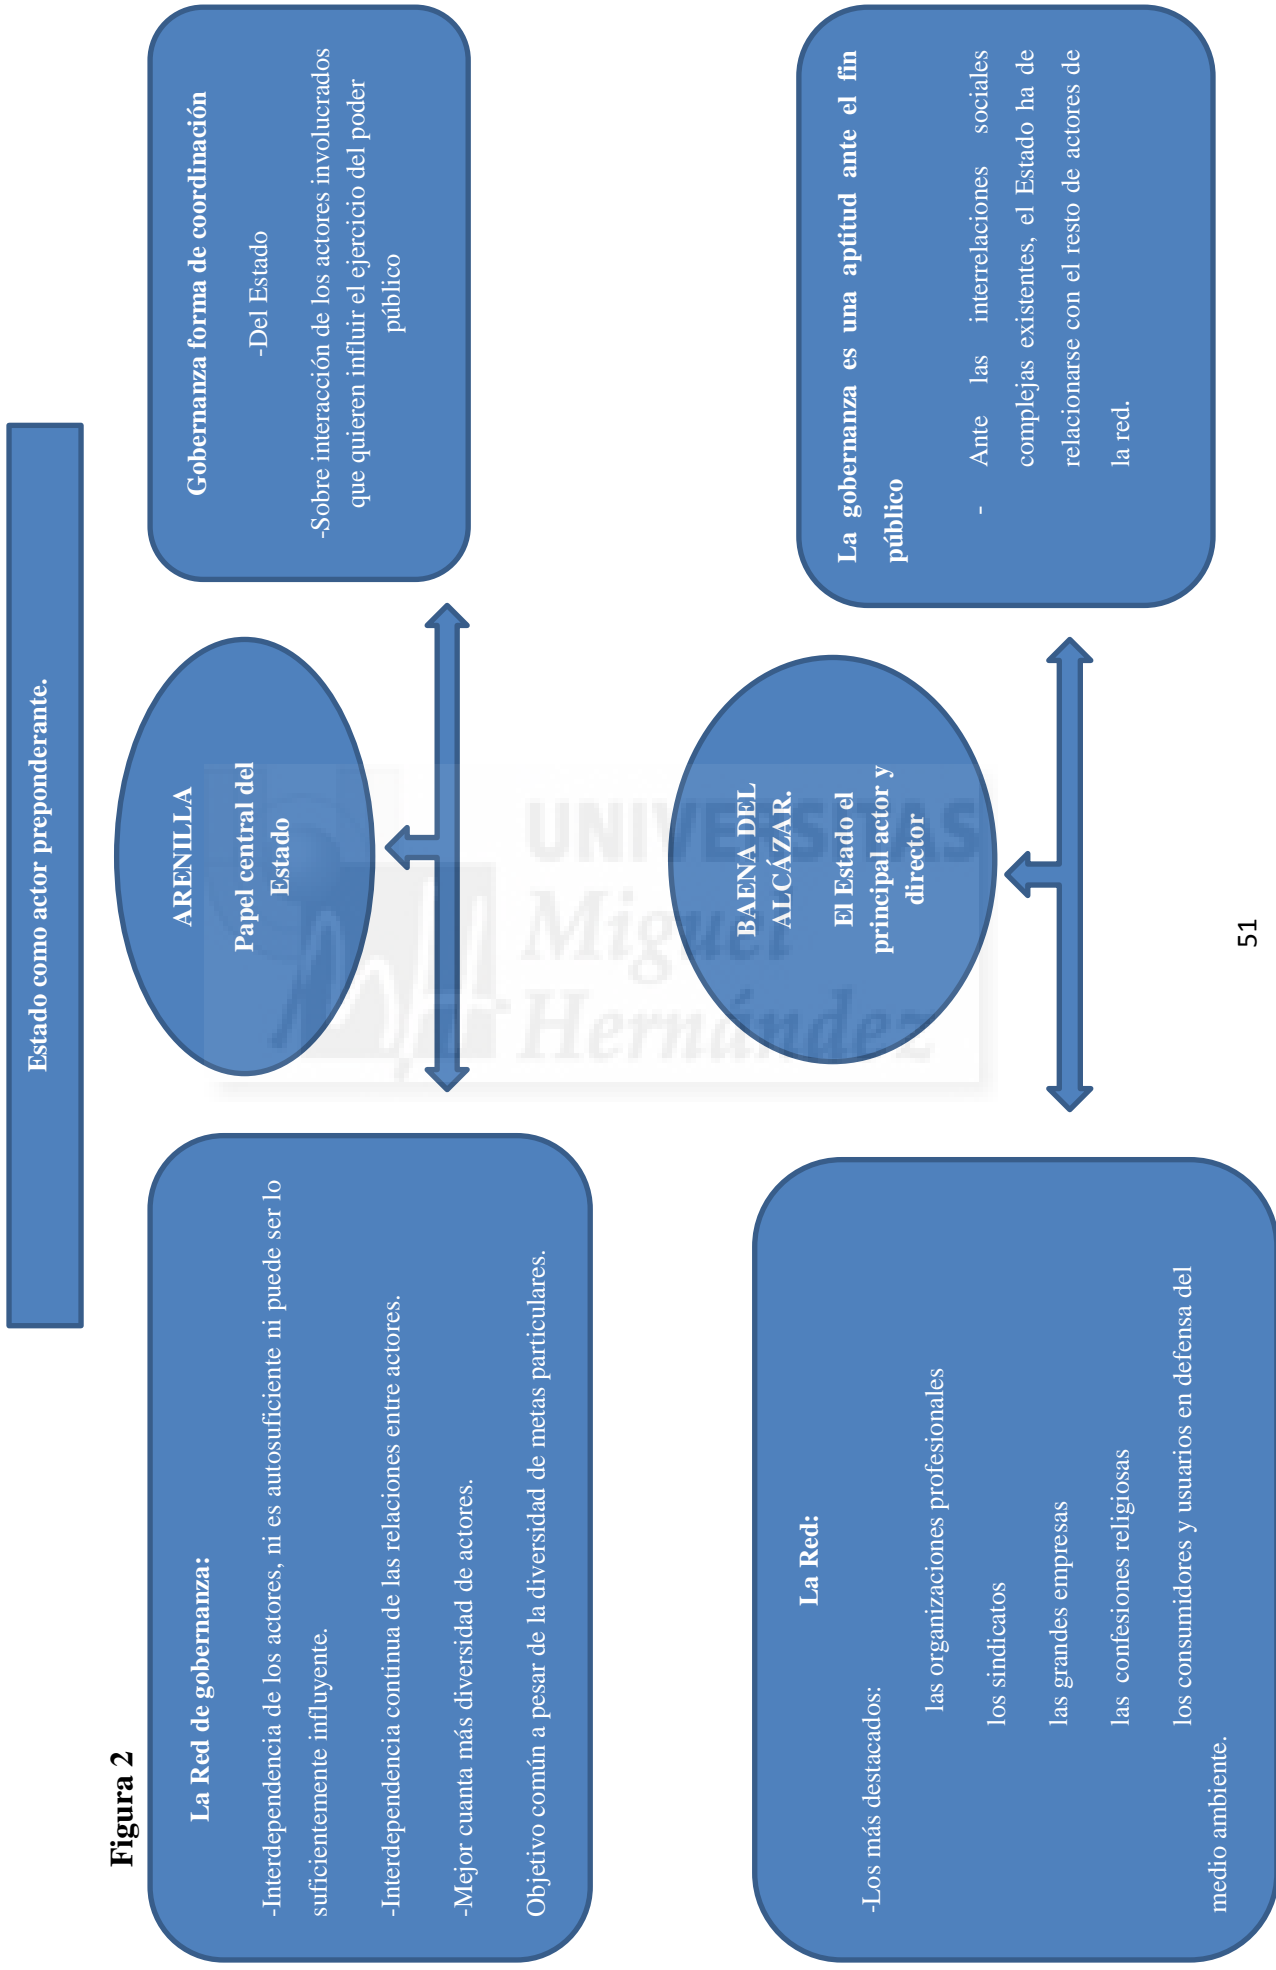 Estado como actor preponderante.
Figura 2
La Red de gobernanza:
-Interdependencia de los actores, ni es autosuficiente ni puede ser lo
suficientemente influyente.
-Interdependencia continua de las relaciones entre actores.
-Mejor cuanta más diversidad de actores.
Objetivo común a pesar de la diversidad de metas particulares.
ARENILLA
Papel central del
Estado
Gobernanza forma de coordinación
-Del Estado
-Sobre interacción de los actores involucrados
que quieren influir el ejercicio del poder
público
La Red:
-Los más destacados:
las organizaciones profesionales
los sindicatos
las grandes empresas
las confesiones religiosas
los consumidores y usuarios en defensa del
medio ambiente.
BAENA DEL
ALCÁZAR.
El Estado el
principal actor y
director
La gobernanza es una aptitud ante el fin
público
- Ante las interrelaciones sociales
complejas existentes, el Estado ha de
relacionarse con el resto de actores de
la red.
UNIVERSITAS
Miguel
Hernández
51